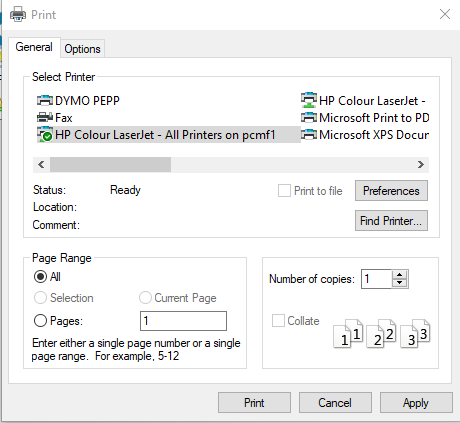 Print
General
Options
Select Printer
DYMO PEPP
HP Colour LaserJet -
Fax
Microsoft Print to PD
HP Colour LaserJet - All Printers on pcmf1
Microsoft XPS Docum
Status: Ready
Print to file
Preferences
Location:
Comment:
Find Printer...
Page Range
All
Selection
Current Page
Pages:
1
Enter either a single page number or a single
page range. For example, 5-12
Number of copies:
1
Collate
1 1 2 2 3 3
Print
Cancel
Apply